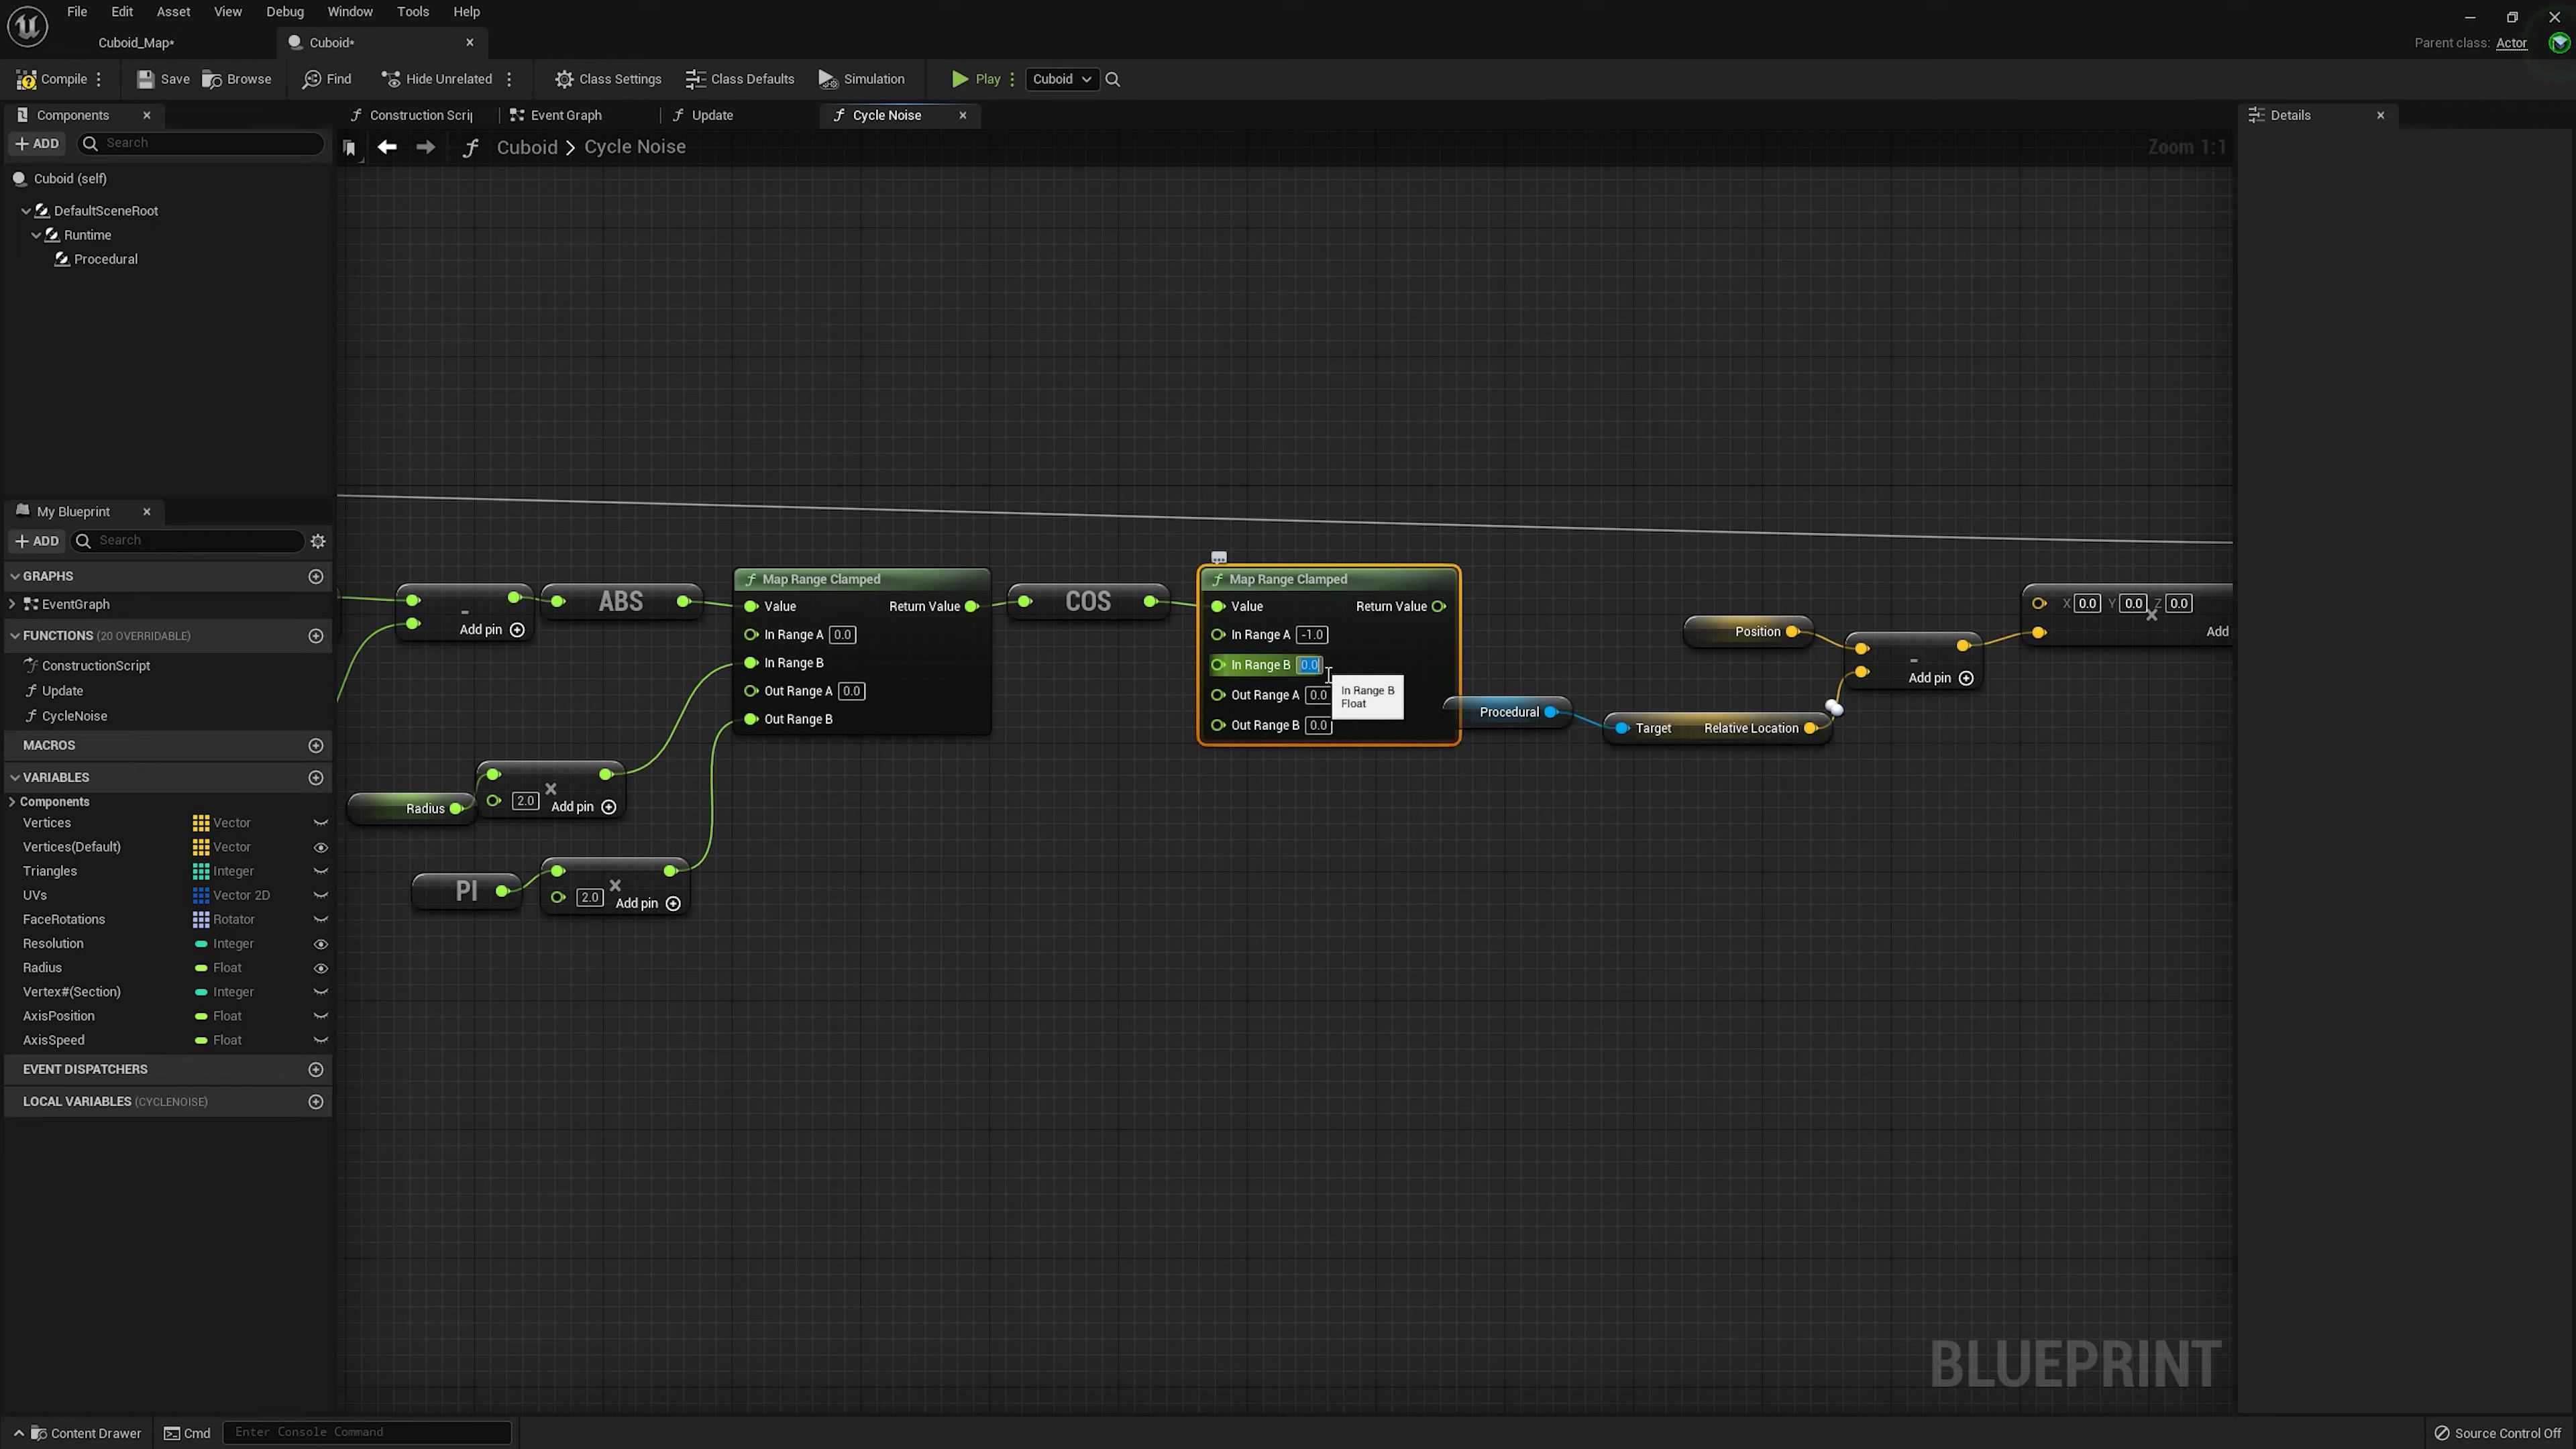 File Edit Asset View Debug Window Tools Help
Cuboid_Map*
Cuboid*
Parent class: Actor
Compile
Save
Browse
Find
Hide Unrelated
Class Settings
Class Defaults
Simulation
Play
Cuboid
Components
Construction Scrip
Event Graph
Update
Cycle Noise
Details
ADD
Search
Cuboid > Cycle Noise
Zoom 1:1
Cuboid (self)
DefaultSceneRoot
Runtime
Procedural
My Blueprint
ADD
Search
GRAPHS
EventGraph
FUNCTIONS (20 OVERRIDABLE)
ConstructionScript
Update
CycleNoise
MACROS
VARIABLES
Components
Vertices Vector
Vertices(Default) Vector
Triangles Integer
UVs Vector 2D
FaceRotations Rotator
Resolution Integer
Radius Float
Vertex#(Section) Integer
AxisPosition Float
AxisSpeed Float
EVENT DISPATCHERS
LOCAL VARIABLES (CYCLENOISE)
-
Add pin
ABS
Map Range Clamped
Value Return Value
In Range A 0.0
In Range B
Out Range A 0.0
Out Range B
COS
Map Range Clamped
Value Return Value
In Range A -1.0
In Range B 0.0
Out Range A 0.0
Out Range B 0.0
In Range B
Float
Radius
×
2.0 Add pin
PI
×
2.0 Add pin
Procedural
Target Relative Location
Position
-
Add pin
X 0.0 Y 0.0 Z 0.0
×
Add
BLUEPRINT
Content Drawer
Cmd
Enter Console Command
Source Control Off